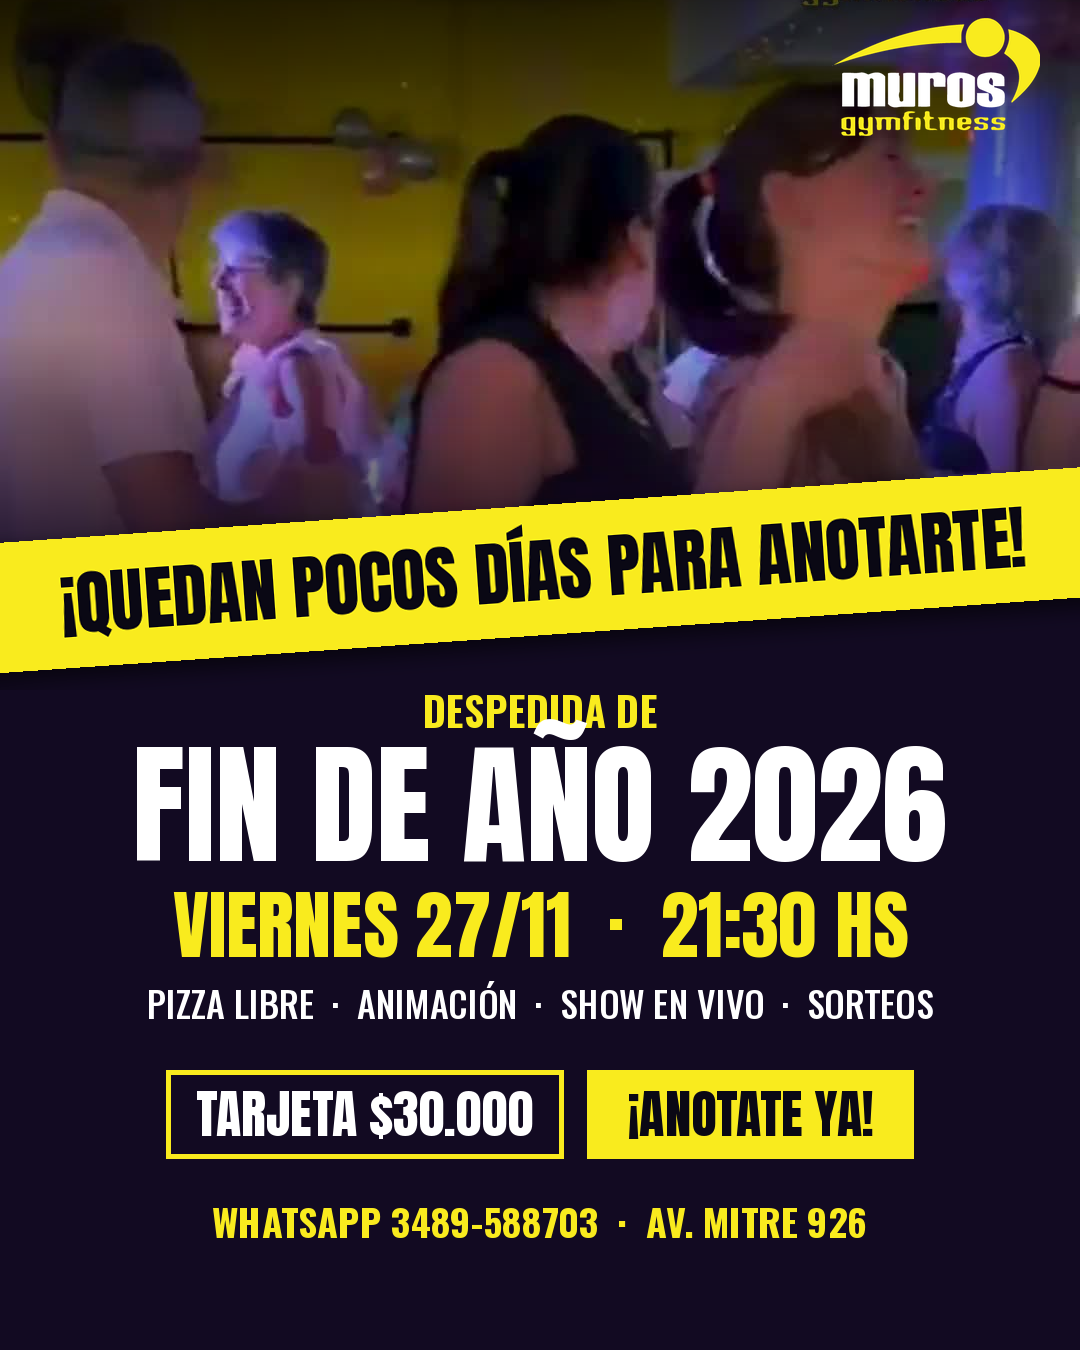 muros
gymfitness
¡QUEDAN POCOS DÍAS PARA ANOTARTE!
DESPEDIDA DE
FIN DE AÑO 2026
VIERNES 27/11 · 21:30 HS
PIZZA LIBRE · ANIMACIÓN · SHOW EN VIVO · SORTEOS
TARJETA $30.000
¡ANOTATE YA!
WHATSAPP 3489-588703 · AV. MITRE 926